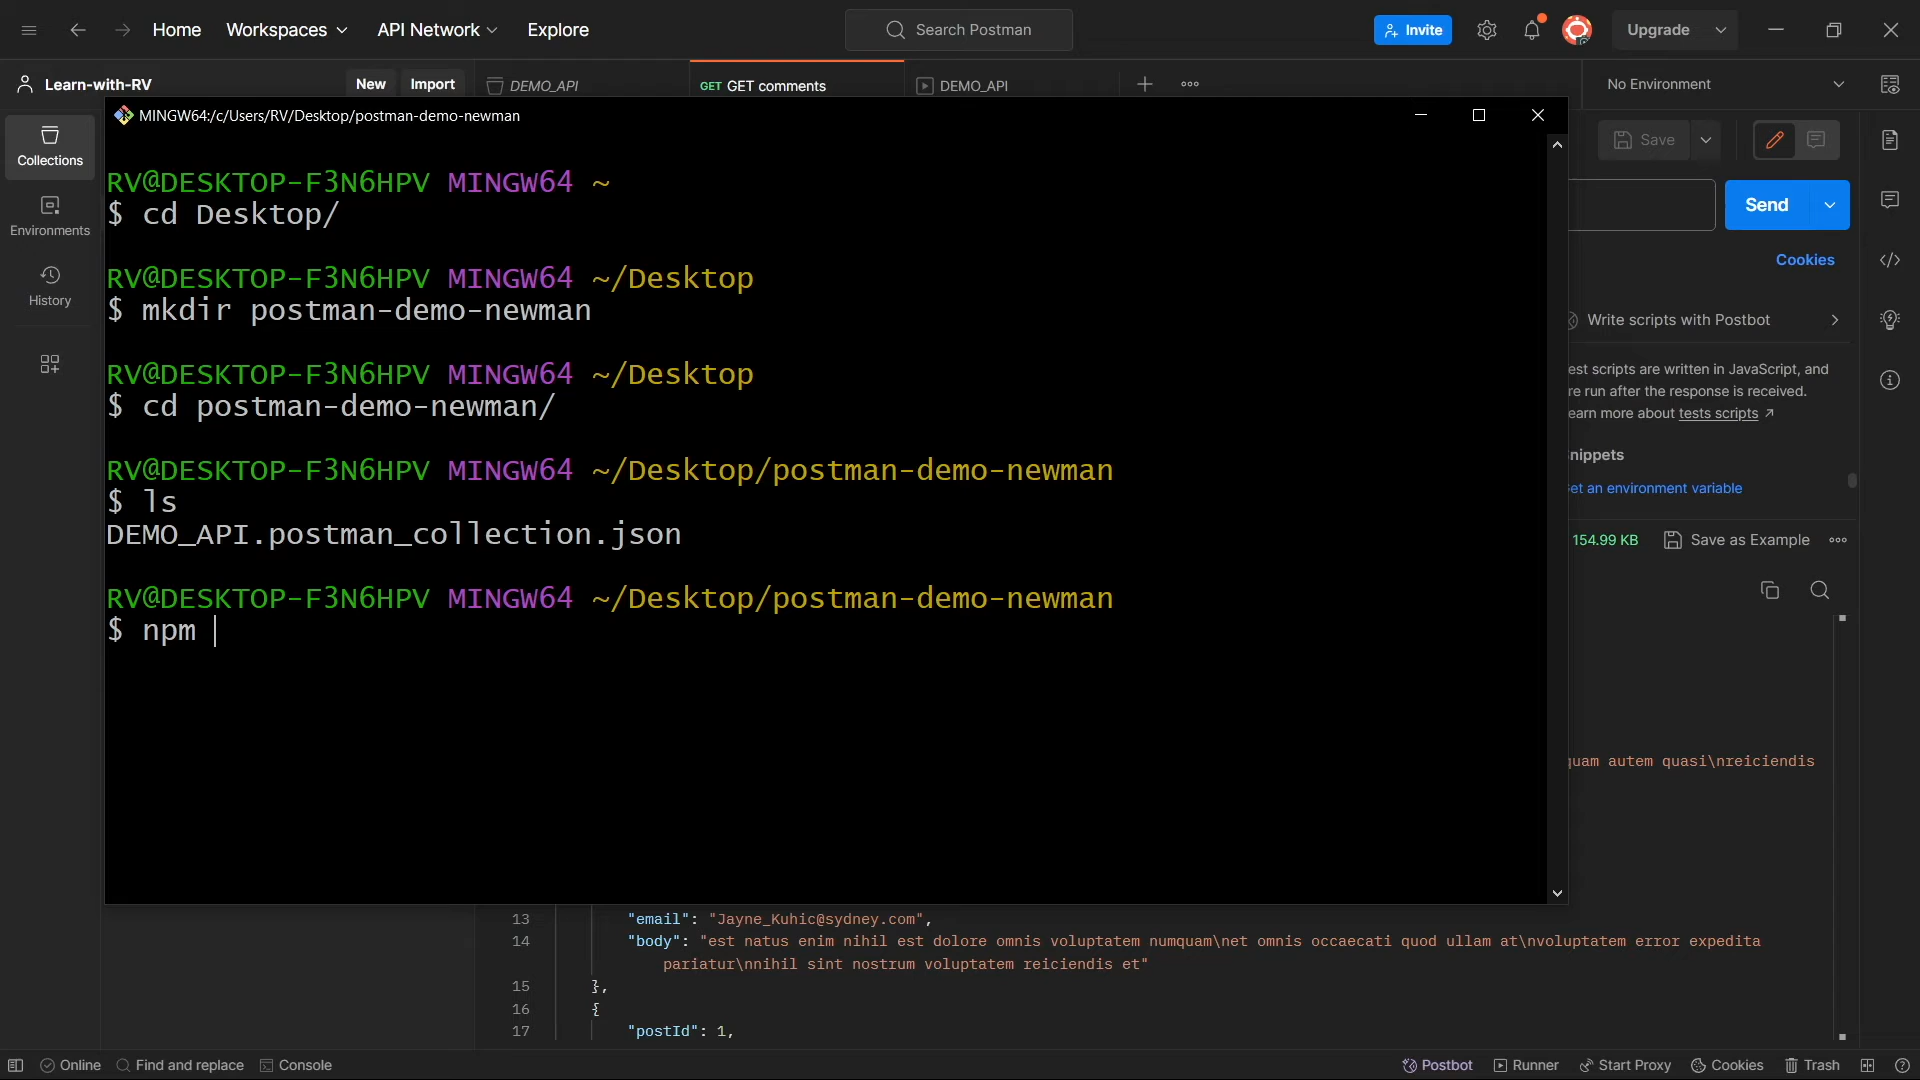 Home Workspaces API Network Explore Search Postman Invite Upgrade
Learn-with-RV New Import DEMO_API GET GET comments DEMO_API No Environment
MINGW64:/c/Users/RV/Desktop/postman-demo-newman
Save
Collections
Environments
History
RV@DESKTOP-F3N6HPV MINGW64 ~
$ cd Desktop/
RV@DESKTOP-F3N6HPV MINGW64 ~/Desktop
$ mkdir postman-demo-newman
RV@DESKTOP-F3N6HPV MINGW64 ~/Desktop
$ cd postman-demo-newman/
RV@DESKTOP-F3N6HPV MINGW64 ~/Desktop/postman-demo-newman
$ ls
DEMO_API.postman_collection.json
RV@DESKTOP-F3N6HPV MINGW64 ~/Desktop/postman-demo-newman
$ npm
Send
Cookies
Write scripts with Postbot
est scripts are written in JavaScript, and
re run after the response is received.
earn more about tests scripts ↗
nippets
et an environment variable
154.99 KB Save as Example
quam autem quasi\nreiciendis
13 "email": "Jayne_Kuhic@sydney.com",
14 "body": "est natus enim nihil est dolore omnis voluptatem numquam\net omnis occaecati quod ullam at\nvoluptatem error expedita
pariatur\nnihil sint nostrum voluptatem reiciendis et"
15 },
16 {
17 "postId": 1,
Online Find and replace Console Postbot Runner Start Proxy Cookies Trash